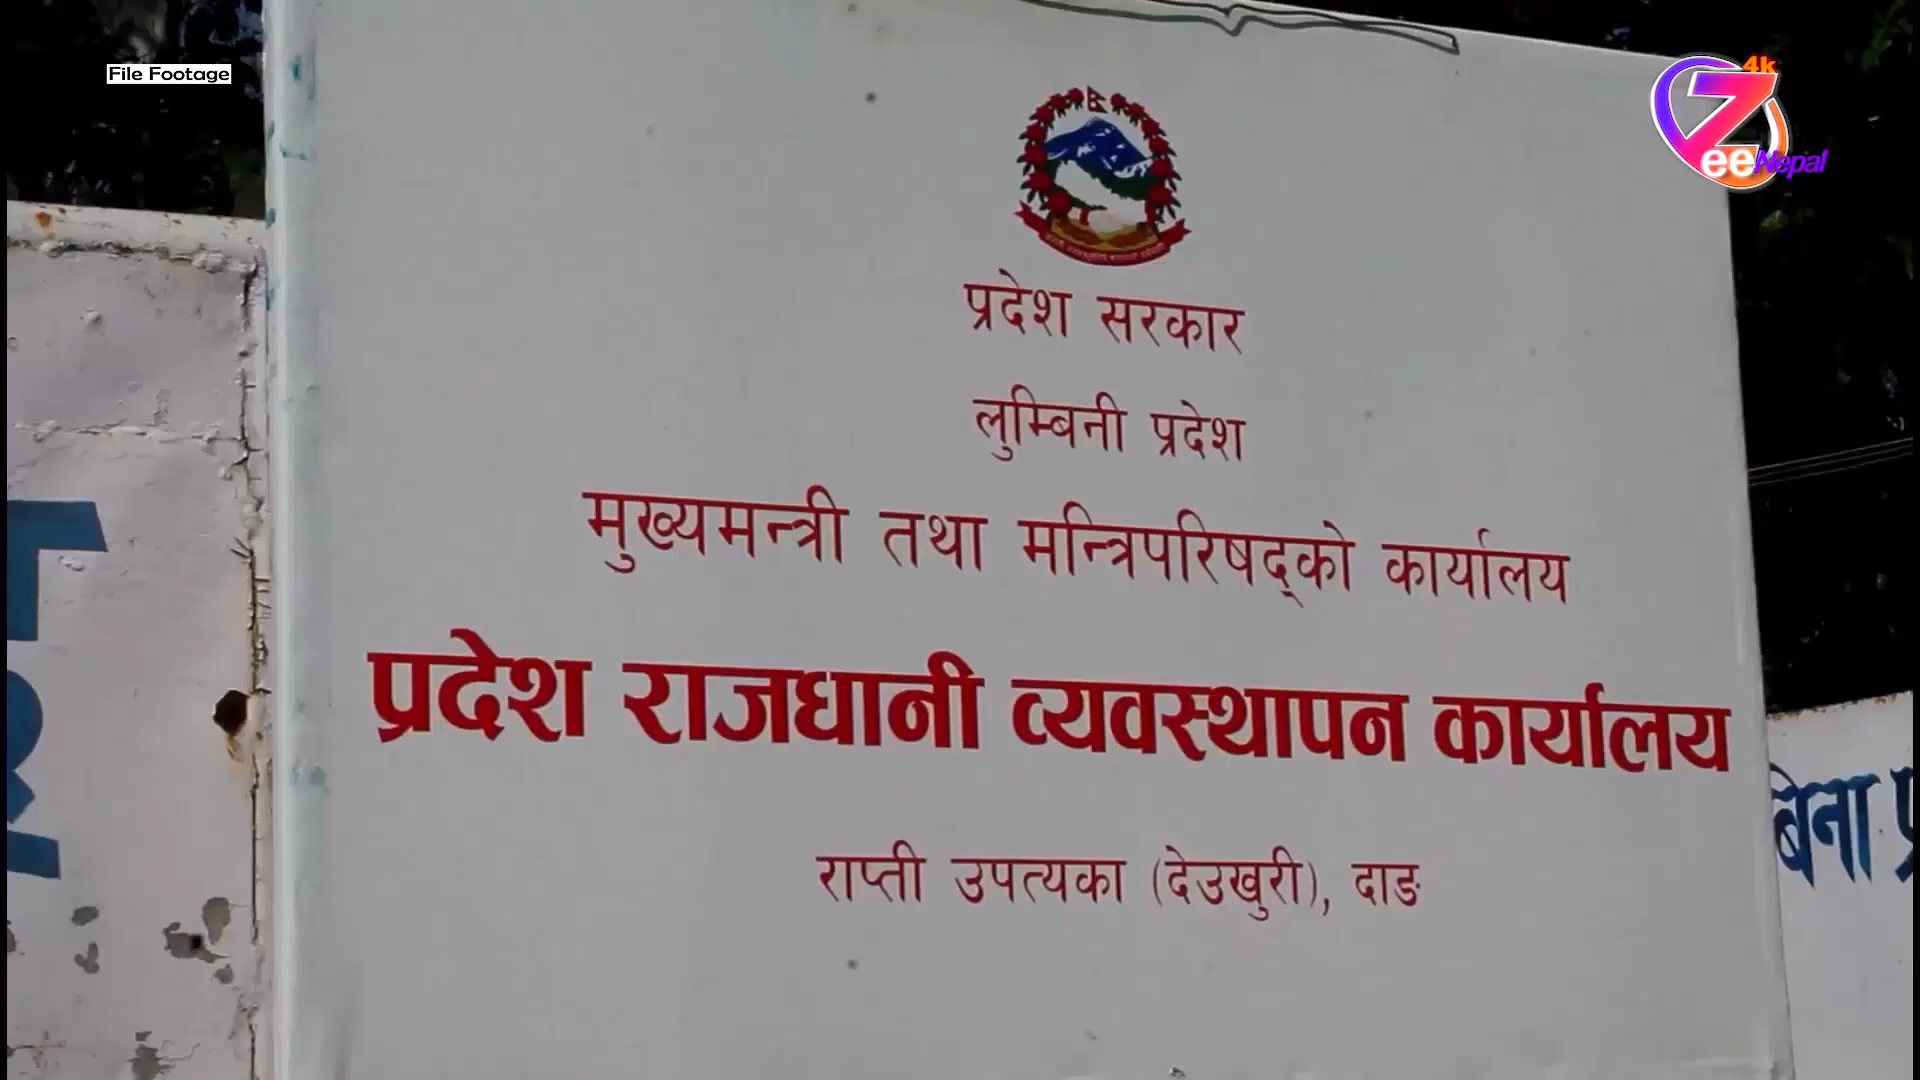 File Footage
4k
Zee Nepal
प्रदेश सरकार
लुम्बिनी प्रदेश
मुख्यमन्त्री तथा मन्त्रिपरिषद्को कार्यालय
प्रदेश राजधानी व्यवस्थापन कार्यालय
राप्ती उपत्यका (देउखुरी), दाङ